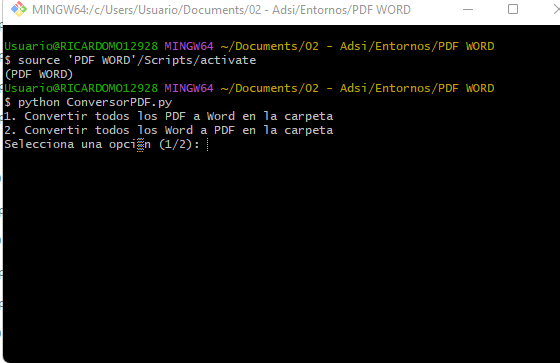 MINGW64:/c/Users/Usuario/Documents/02 - Adsi/Entornos/PDF WORD
Usuario@RICARDOMO12928 MINGW64 ~/Documents/02 - Adsi/Entornos/PDF WORD
$ source 'PDF WORD'/Scripts/activate
(PDF WORD)
Usuario@RICARDOMO12928 MINGW64 ~/Documents/02 - Adsi/Entornos/PDF WORD
$ python ConversorPDF.py
1. Convertir todos los PDF a Word en la carpeta
2. Convertir todos los Word a PDF en la carpeta
Selecciona una opci▒n (1/2):